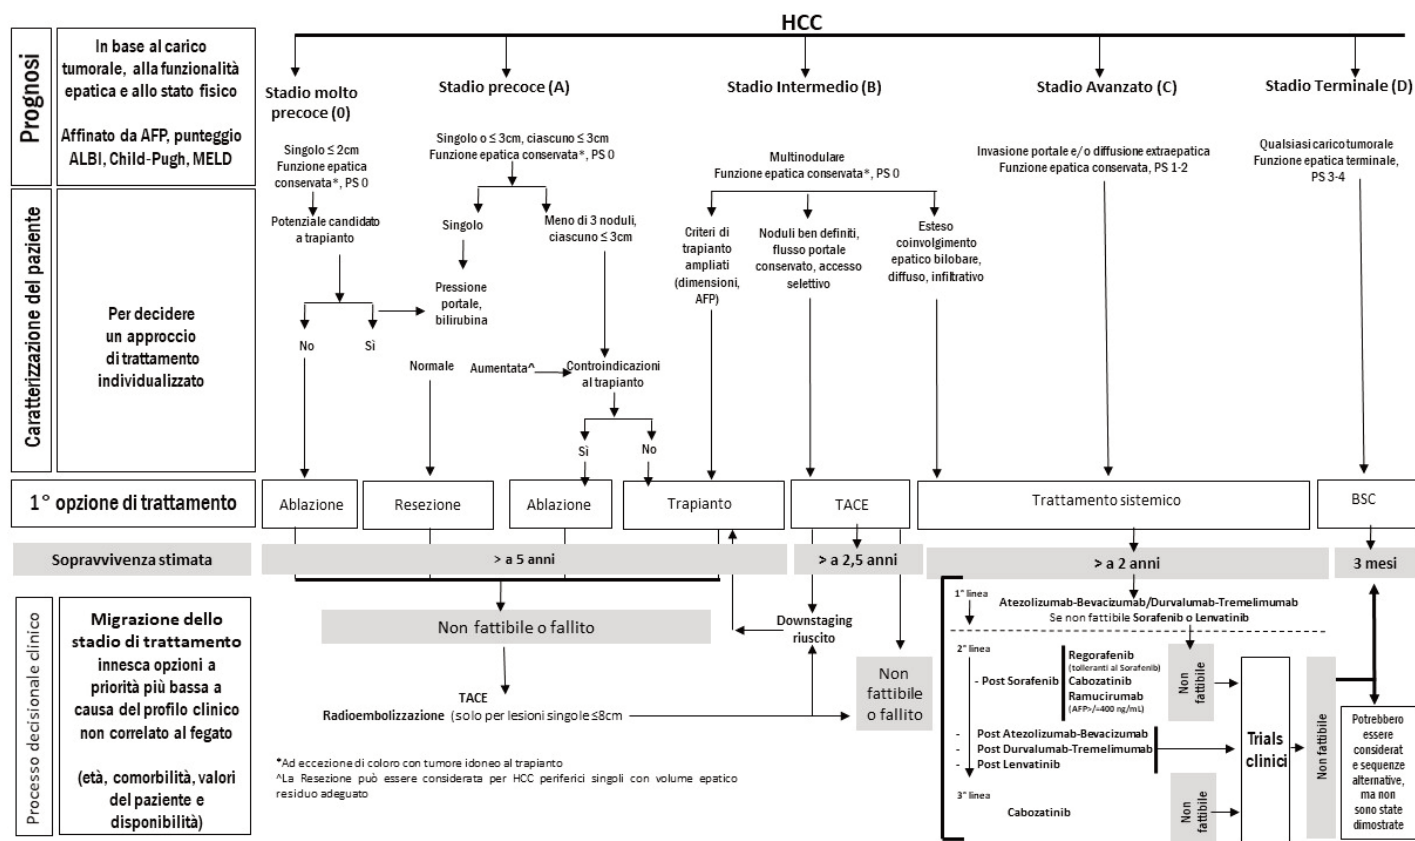 HCC
Prognosi
In base al carico
tumorale, alla funzionalità
epatica e allo stato fisico
Affinato da AFP, punteggio
ALBI, Child-Pugh, MELD
Stadio molto
precoce (0)
Singolo ≤ 2cm
Funzione epatica
conservata*, PS 0
Stadio precoce (A)
Singolo o ≤ 3cm, ciascuno ≤ 3cm
Funzione epatica conservata*, PS 0
Stadio Intermedio (B)
Multinodulare
Funzione epatica conservata*, PS 0
Stadio Avanzato (C)
Invasione portale e/o diffusione extraepatica
Funzione epatica conservata, PS 1-2
Stadio Terminale (D)
Qualsiasi carico tumorale
Funzione epatica terminale,
PS 3-4
Caratterizzazione del paziente
Per decidere
un approccio
di trattamento
individualizzato
Potenziale candidato
a trapianto
No
Sì
Singolo
Meno di 3 noduli,
ciascuno ≤ 3cm
Pressione
portale,
bilirubina
Normale
Aumentata^
Controindicazioni
al trapianto
Sì
No
Criteri di
trapianto
ampliati
(dimensioni,
AFP)
Noduli ben definiti,
flusso portale
conservato, accesso
selettivo
Esteso
coinvolgimento
epatico bilobare,
diffuso, infiltrativo
1° opzione di trattamento
Ablazione
Resezione
Ablazione
Trapianto
TACE
Trattamento sistemico
BSC
Sopravvivenza stimata
> a 5 anni
> a 2,5 anni
> a 2 anni
3 mesi
Processo decisionale clinico
Migrazione dello
stadio di trattamento
innesca opzioni a
priorità più bassa a
causa del profilo clinico
non correlato al fegato
(età, comorbilità, valori
del paziente e
disponibilità)
Non fattibile o fallito
TACE
Radioembolizzazione (solo per lesioni singole ≤8cm
Downstaging
riuscito
Non
fattibile
o fallito
*Ad eccezione di coloro con tumore idoneo al trapianto
^La Resezione può essere considerata per HCC periferici singoli con volume epatico
residuo adeguato
1° linea
Atezolizumab-Bevacizumab/Durvalumab-Tremelimumab
Se non fattibile Sorafenib o Lenvatinib
2° linea
- Post Sorafenib
Regorafenib
(tolleranti al Sorafenib)
Cabozatinib
Ramucirumab
(AFP>/=400 ng/mL)
Non
fattibile
- Post Atezolizumab-Bevacizumab
- Post Durvalumab-Tremelimumab
- Post Lenvatinib
3° linea
Cabozatinib
Non
fattibile
Trials
clinici
Non fattibile
Potrebbero
essere
considerat
e sequenze
alternative,
ma non
sono state
dimostrate